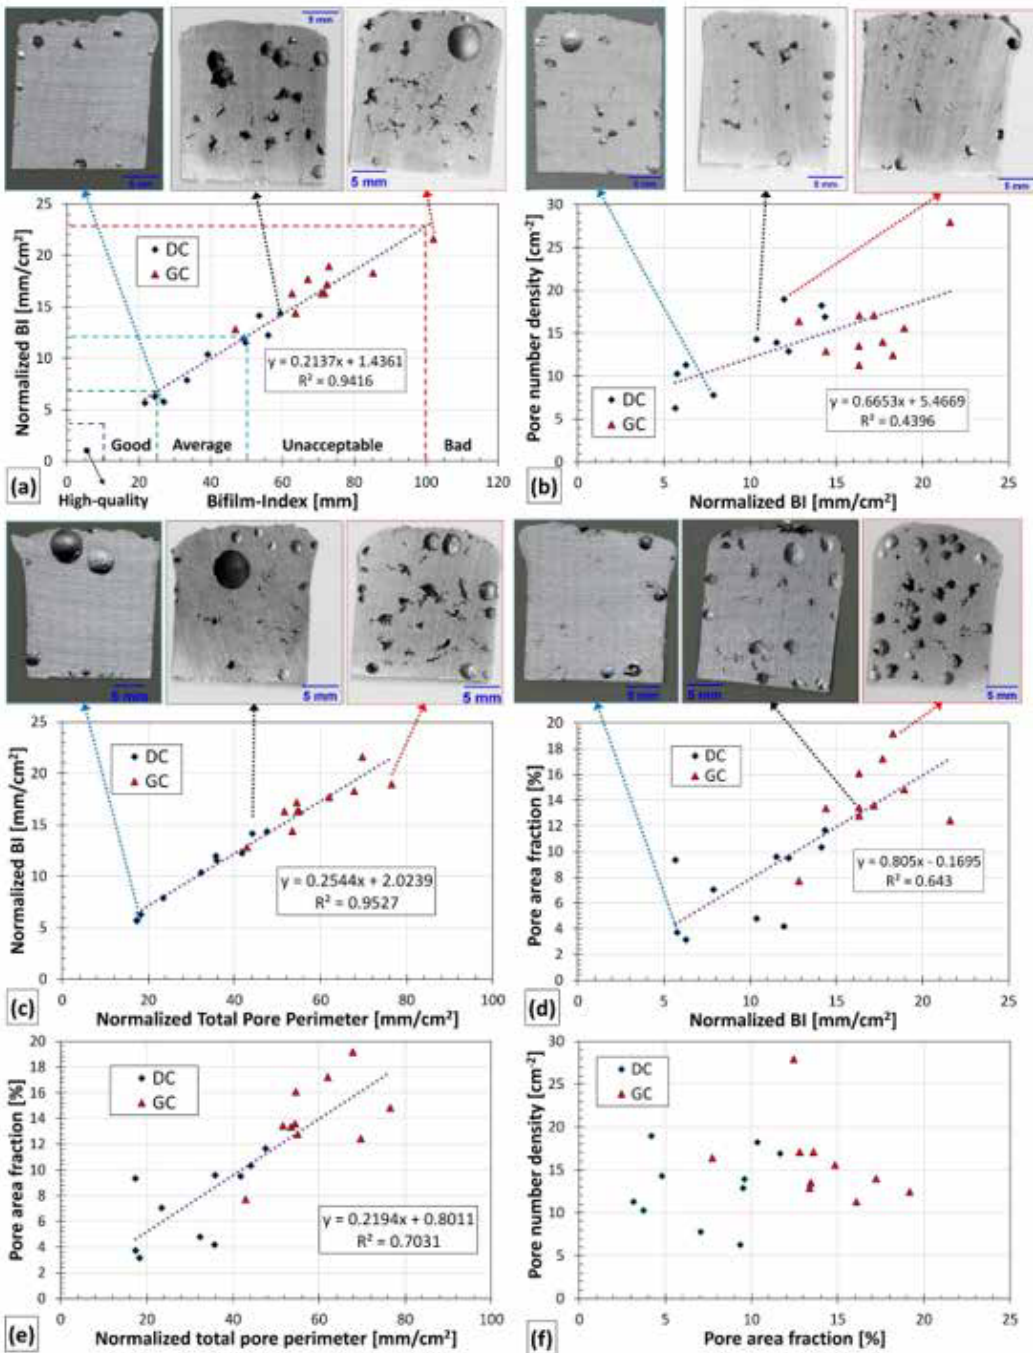 5 mm
5 mm
5 mm
5 mm
5 mm
5 mm
Normalized BI [mm/cm²]
25
20
15
10
5
0
DC
GC
y = 0.2137x + 1.4361
R² = 0.9416
Good
Average
Unacceptable
Bad
0 20 40 60 80 100 120
(a)
High-quality
Bifilm-Index [mm]
Pore number density [cm⁻²]
30
25
20
15
10
5
0
DC
GC
y = 0.6653x + 5.4669
R² = 0.4396
0 5 10 15 20 25
(b)
Normalized BI [mm/cm²]
5 mm
5 mm
5 mm
5 mm
5 mm
5 mm
Normalized BI [mm/cm²]
25
20
15
10
5
0
DC
GC
y = 0.2544x + 2.0239
R² = 0.9527
0 20 40 60 80 100
(c)
Normalized Total Pore Perimeter [mm/cm²]
Pore area fraction [%]
20
18
16
14
12
10
8
6
4
2
0
DC
GC
y = 0.805x - 0.1695
R² = 0.643
0 5 10 15 20 25
(d)
Normalized BI [mm/cm²]
Pore area fraction [%]
20
18
16
14
12
10
8
6
4
2
0
DC
GC
y = 0.2194x + 0.8011
R² = 0.7031
0 20 40 60 80 100
(e)
Normalized total pore perimeter [mm/cm²]
Pore number density [cm⁻²]
30
25
20
15
10
5
0
DC
GC
0 5 10 15 20 25
(f)
Pore area fraction [%]